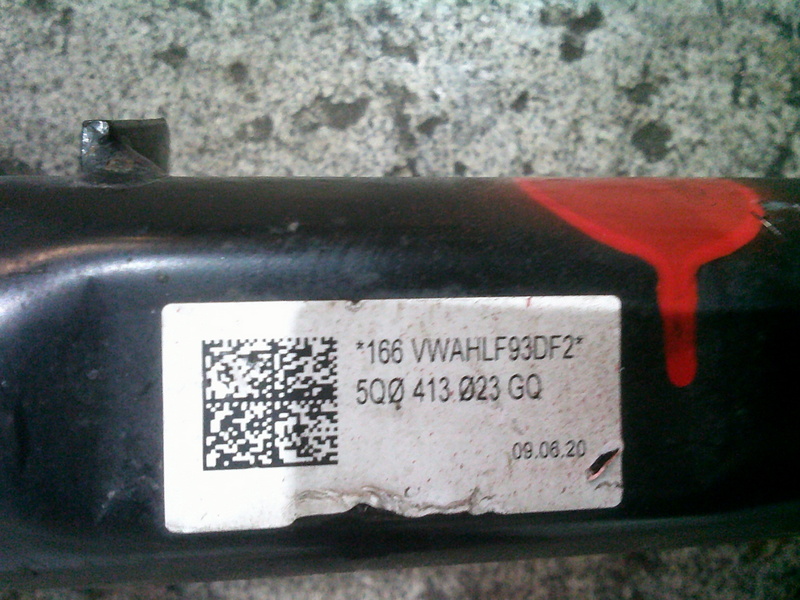 *166 VWAHLF93DF2*
5QØ 413 Ø23 GQ
09.06.20